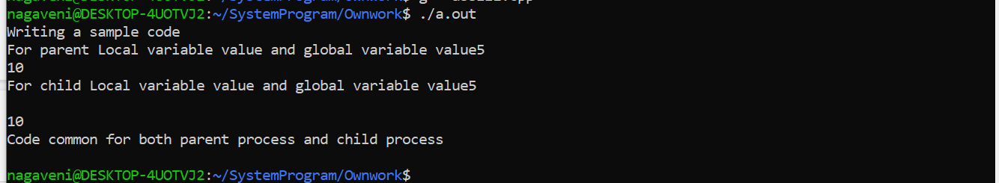 nagaveni@DESKTOP-4UOTVJ2:~/SystemProgram/Ownwork$ ./a.out
Writing a sample code
For parent Local variable value and global variable value5
10
For child Local variable value and global variable value5
10
Code common for both parent process and child process
nagaveni@DESKTOP-4UOTVJ2:~/SystemProgram/Ownwork$